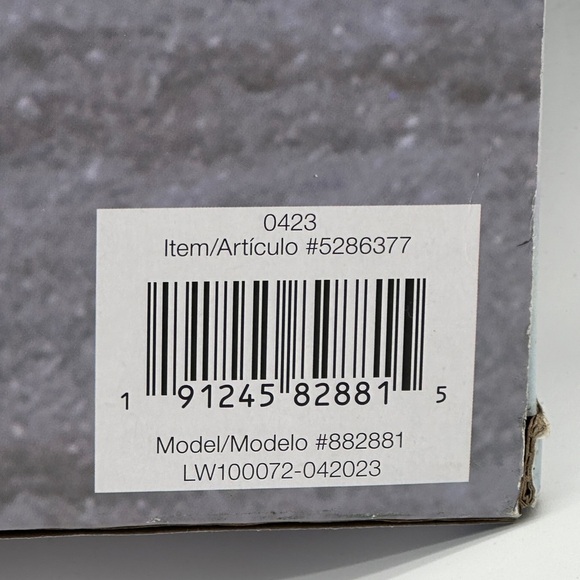 0423
Item/Artículo #5286377
1 91245 82881 5
Model/Modelo #882881
LW100072-042023